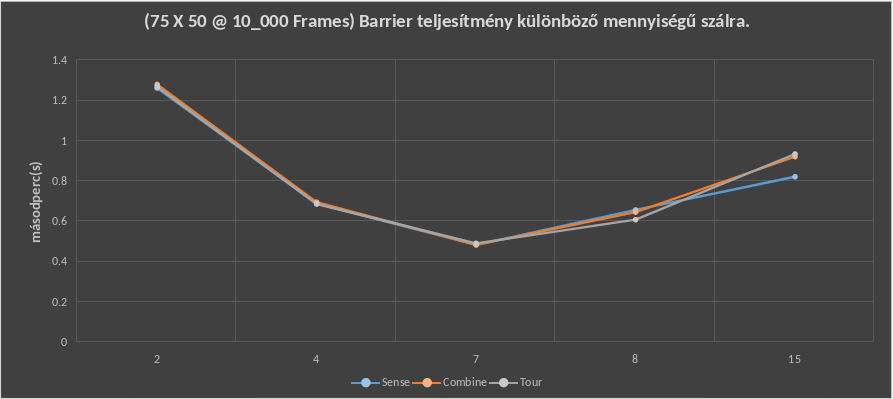 (75 X 50 @ 10_000 Frames) Barrier teljesítmény különböző mennyiségű szálra.
másodperc(s)
1.4
1.2
1
0.8
0.6
0.4
0.2
0
2 4 7 8 15
Sense Combine Tour